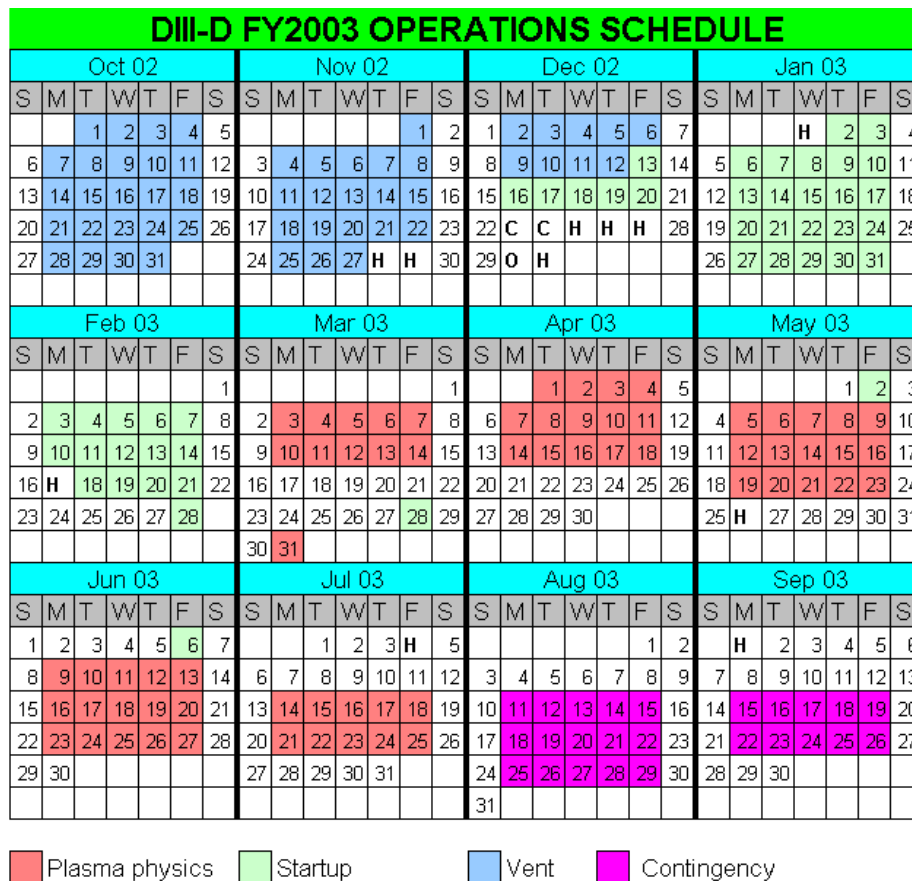 DIII-D FY2003 OPERATIONS SCHEDULE
Oct 02 Nov 02 Dec 02 Jan 03
S M T W T F S S M T W T F S S M T W T F S S M T W T F S
1 2 3 4 5 1 2 1 2 3 4 5 6 7 H 2 3 4
6 7 8 9 10 11 12 3 4 5 6 7 8 9 8 9 10 11 12 13 14 5 6 7 8 9 10 11
13 14 15 16 17 18 19 10 11 12 13 14 15 16 15 16 17 18 19 20 21 12 13 14 15 16 17 18
20 21 22 23 24 25 26 17 18 19 20 21 22 23 22 C C H H H 28 19 20 21 22 23 24 25
27 28 29 30 31 24 25 26 27 H H 30 29 O H 26 27 28 29 30 31
Feb 03 Mar 03 Apr 03 May 03
S M T W T F S S M T W T F S S M T W T F S S M T W T F S
1 1 1 2 3 4 5 1 2 3
2 3 4 5 6 7 8 2 3 4 5 6 7 8 6 7 8 9 10 11 12 4 5 6 7 8 9 10
9 10 11 12 13 14 15 9 10 11 12 13 14 15 13 14 15 16 17 18 19 11 12 13 14 15 16 17
16 H 18 19 20 21 22 16 17 18 19 20 21 22 20 21 22 23 24 25 26 18 19 20 21 22 23 24
23 24 25 26 27 28 23 24 25 26 27 28 29 27 28 29 30 25 H 27 28 29 30 31
30 31
Jun 03 Jul 03 Aug 03 Sep 03
S M T W T F S S M T W T F S S M T W T F S S M T W T F S
1 2 3 4 5 6 7 1 2 3 H 5 1 2 H 2 3 4 5 6
8 9 10 11 12 13 14 6 7 8 9 10 11 12 3 4 5 6 7 8 9 7 8 9 10 11 12 13
15 16 17 18 19 20 21 13 14 15 16 17 18 19 10 11 12 13 14 15 16 14 15 16 17 18 19 20
22 23 24 25 26 27 28 20 21 22 23 24 25 26 17 18 19 20 21 22 23 21 22 23 24 25 26 27
29 30 27 28 29 30 31 24 25 26 27 28 29 30 28 29 30
31
Plasma physics Startup Vent Contingency